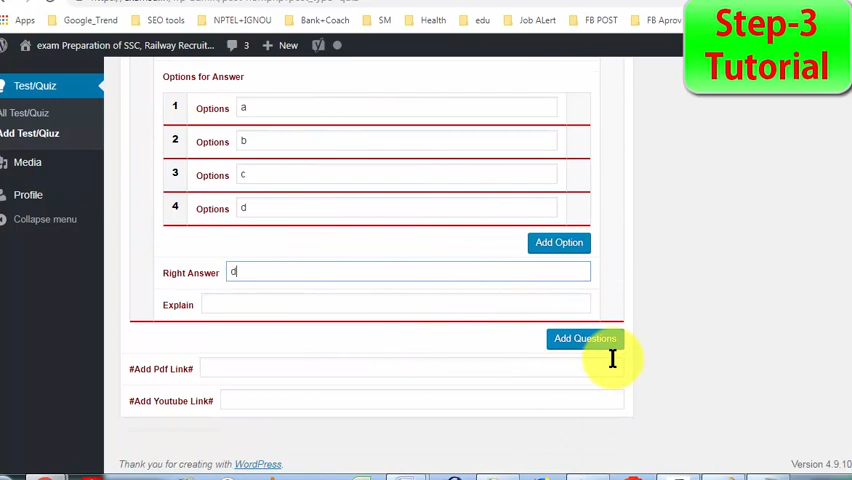 Step-3
Tutorial
Apps Google_Trend SEO tools NPTEL+IGNOU Bank+Coach SM Health edu Job ALert FB POST FB Aprov
exam Preparation of SSC, Railway Recruit... 3 New
Test/Quiz
All Test/Quiz
Add Test/Qiuz
Media
Profile
Collapse menu
Options for Answer
1 Options a
2 Options b
3 Options c
4 Options d
Add Option
Right Answer d
Explain
Add Questions
#Add Pdf Link#
#Add Youtube Link#
Thank you for creating with WordPress.
Version 4.9.10